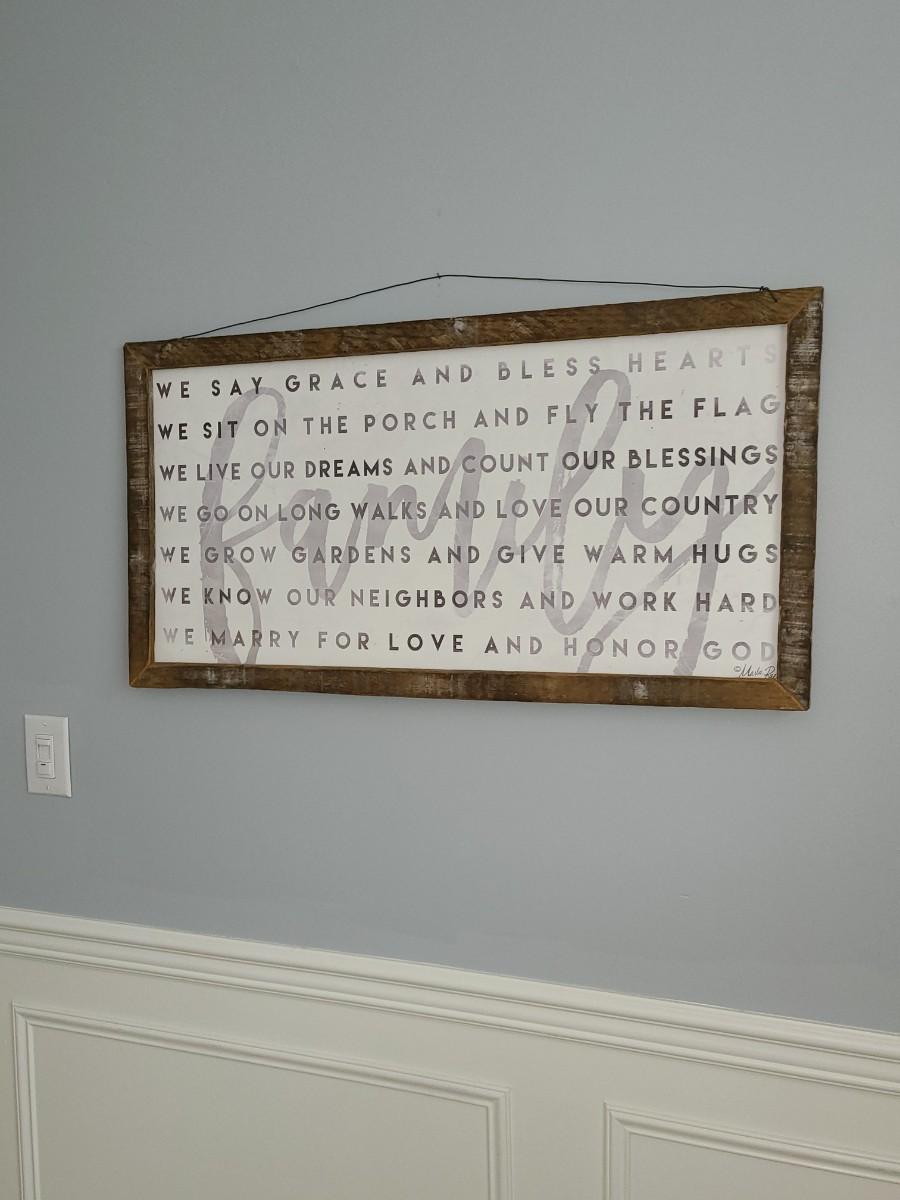 WE SAY GRACE AND BLESS HEARTS
WE SIT ON THE PORCH AND FLY THE FLAG
WE LIVE OUR DREAMS AND COUNT OUR BLESSINGS
WE GO ON LONG WALKS AND LOVE OUR COUNTRY
family
WE GROW GARDENS AND GIVE WARM HUGS
WE KNOW OUR NEIGHBORS AND WORK HARD
WE MARRY FOR LOVE AND HONOR GOD